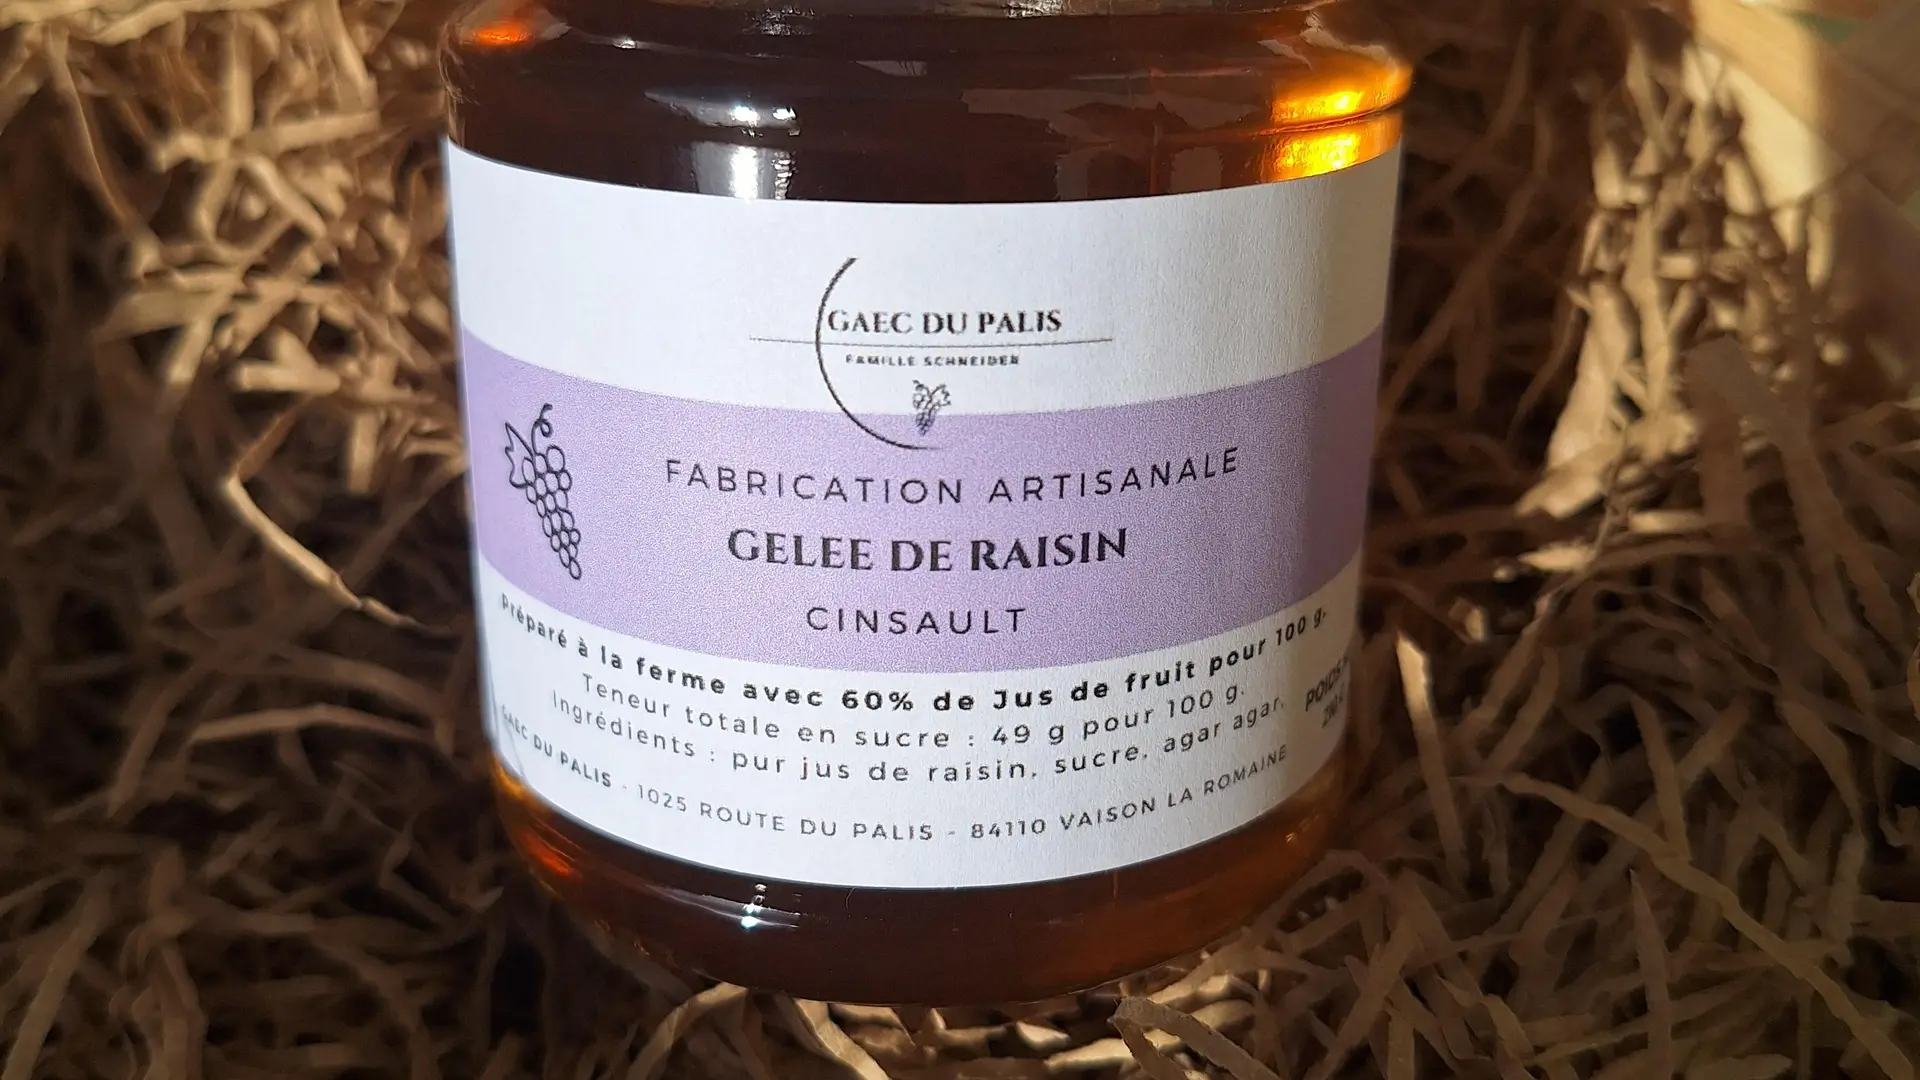 GAEC DU PALIS
FAMILLE SCHNEIDER
FABRICATION ARTISANALE
GELEE DE RAISIN
CINSAULT
Préparé à la ferme avec 60% de Jus de fruit pour 100 g.
Teneur totale en sucre : 49 g pour 100 g.
Ingrédients : pur jus de raisin, sucre, agar agar.
POIDS
GAEC DU PALIS - 1025 ROUTE DU PALIS - 84110 VAISON LA ROMAINE